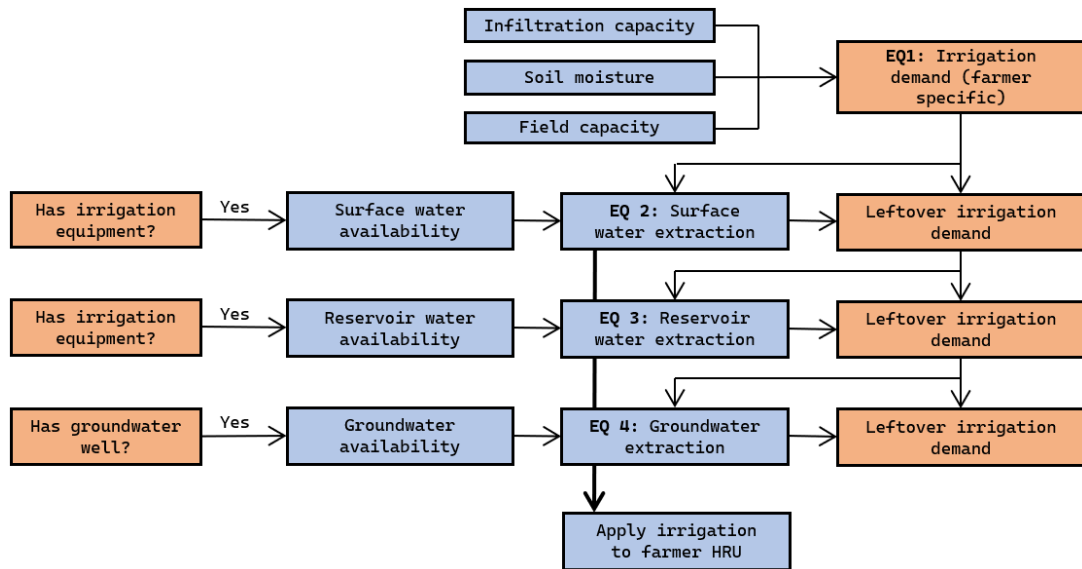 Infiltration capacity
Soil moisture
Field capacity
EQ1: Irrigation
demand (farmer
specific)
Has irrigation
equipment?
Yes
Surface water
availability
EQ 2: Surface
water extraction
Leftover irrigation
demand
Has irrigation
equipment?
Yes
Reservoir water
availability
EQ 3: Reservoir
water extraction
Leftover irrigation
demand
Has groundwater
well?
Yes
Groundwater
availability
EQ 4: Groundwater
extraction
Leftover irrigation
demand
Apply irrigation
to farmer HRU